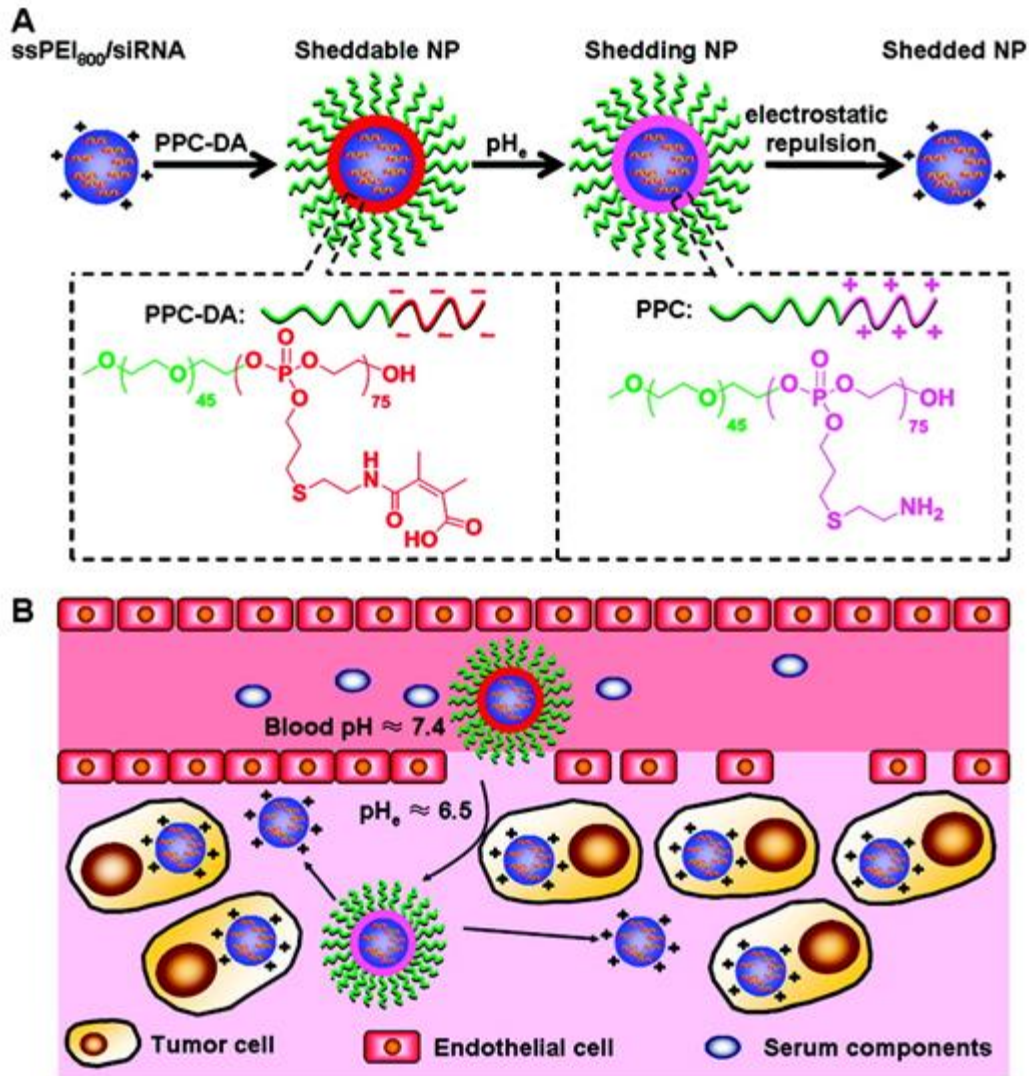 A
ssPEI₈₀₀/siRNA Sheddable NP Shedding NP Shedded NP
PPC-DA pHₑ electrostatic
repulsion
PPC-DA: PPC:
O O O P O O O OH
45 75
O
S N H O HO O
O O O P O O O OH
45 75
O
S NH₂
B
Blood pH ≈ 7.4
pHₑ ≈ 6.5
Tumor cell Endothelial cell Serum components